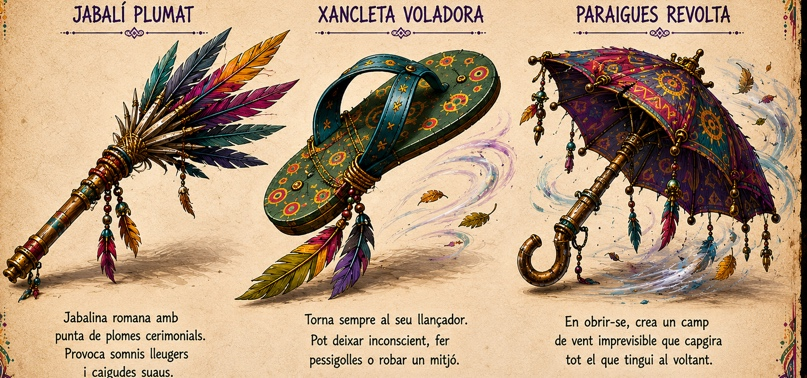 JABALÍ PLUMAT
Jabalina romana amb
punta de plomes cerimonials.
Provoca somnis lleugers
i caigudes suaus.
XANCLETA VOLADORA
Torna sempre al seu llançador.
Pot deixar inconscient, fer
pessigolles o robar un mitjó.
PARAIGUES REVOLTA
En obrir-se, crea un camp
de vent imprevisible que capgira
tot el que tingui al voltant.